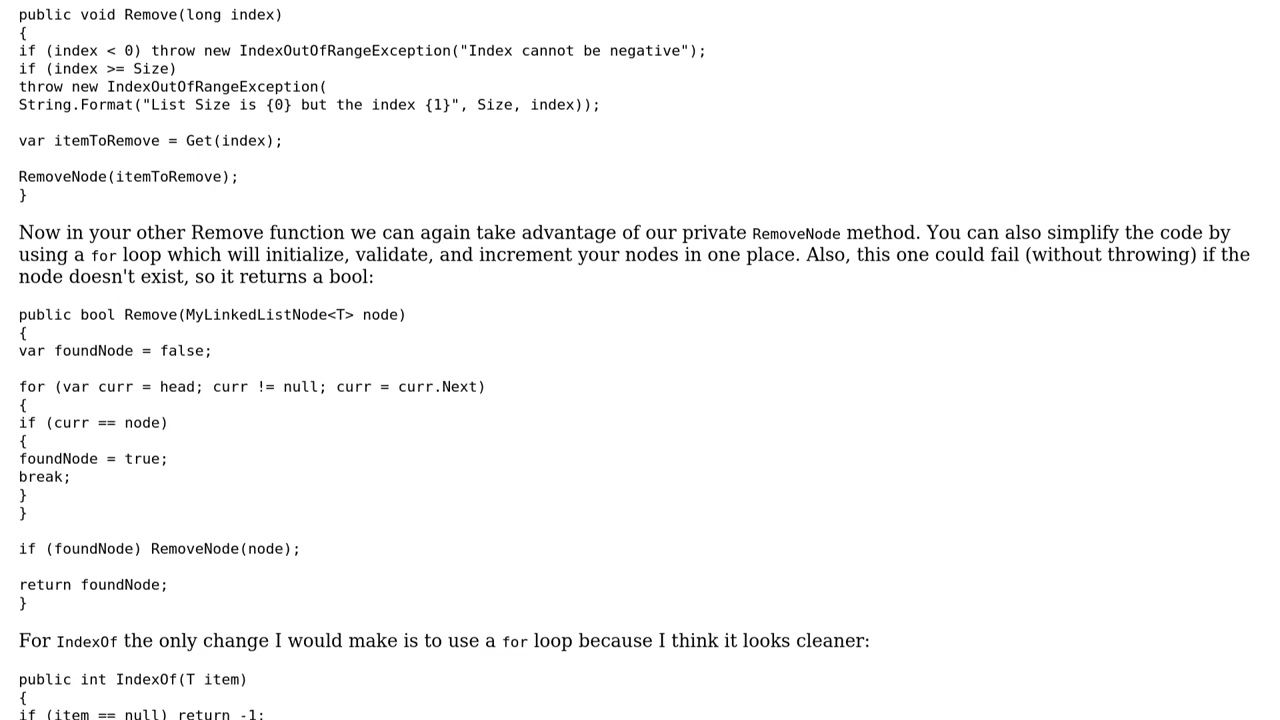 public void Remove(long index)
{
if (index < 0) throw new IndexOutOfRangeException("Index cannot be negative");
if (index >= Size)
throw new IndexOutOfRangeException(
String.Format("List Size is {0} but the index {1}", Size, index));
var itemToRemove = Get(index);
RemoveNode(itemToRemove);
}
Now in your other Remove function we can again take advantage of our private RemoveNode method. You can also simplify the code by
using a for loop which will initialize, validate, and increment your nodes in one place. Also, this one could fail (without throwing) if the
node doesn't exist, so it returns a bool:
public bool Remove(MyLinkedListNode<T> node)
{
var foundNode = false;
for (var curr = head; curr != null; curr = curr.Next)
{
if (curr == node)
{
foundNode = true;
break;
}
}
if (foundNode) RemoveNode(node);
return foundNode;
}
For IndexOf the only change I would make is to use a for loop because I think it looks cleaner:
public int IndexOf(T item)
{
if (item == null) return -1;